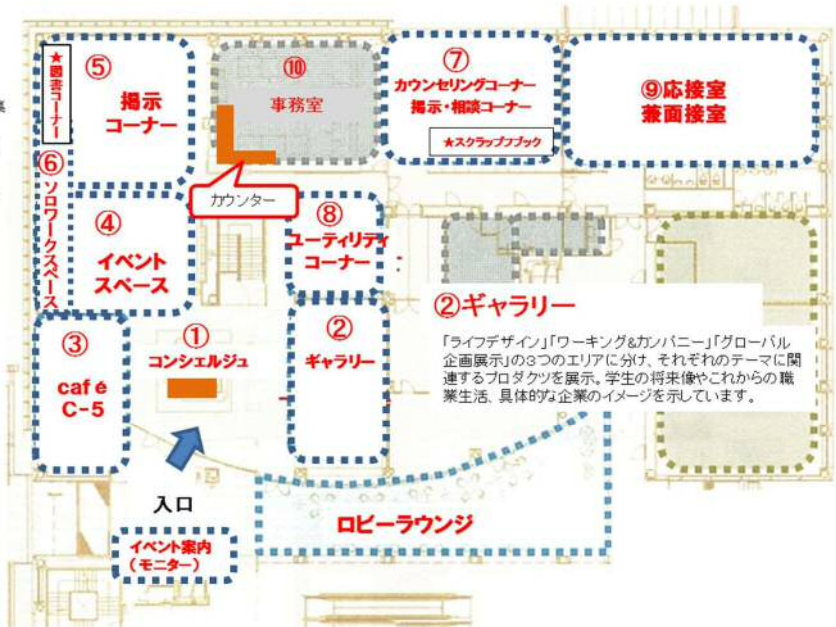 集
★図書コーナー
⑤
掲示
コーナー
⑩
事務室
⑦
カウンセリングコーナー
掲示・相談コーナー
★スクラップフブック
⑨応接室
兼面接室
⑥ソロワークスペース
カウンター
④
イベント
スペース
⑧
ユーティリティ
コーナー
③
café
C-5
①
コンシェルジュ
②
ギャラリー
②ギャラリー
「ライフデザイン」「ワーキング&カンパニー」「グローバル
企画展示」の3つのエリアに分け、それぞれのテーマに関
連するプロダクツを展示。学生の将来像やこれからの職
業生活、具体的な企業のイメージを示しています。
入口
ロビーラウンジ
イベント案内
（モニター）